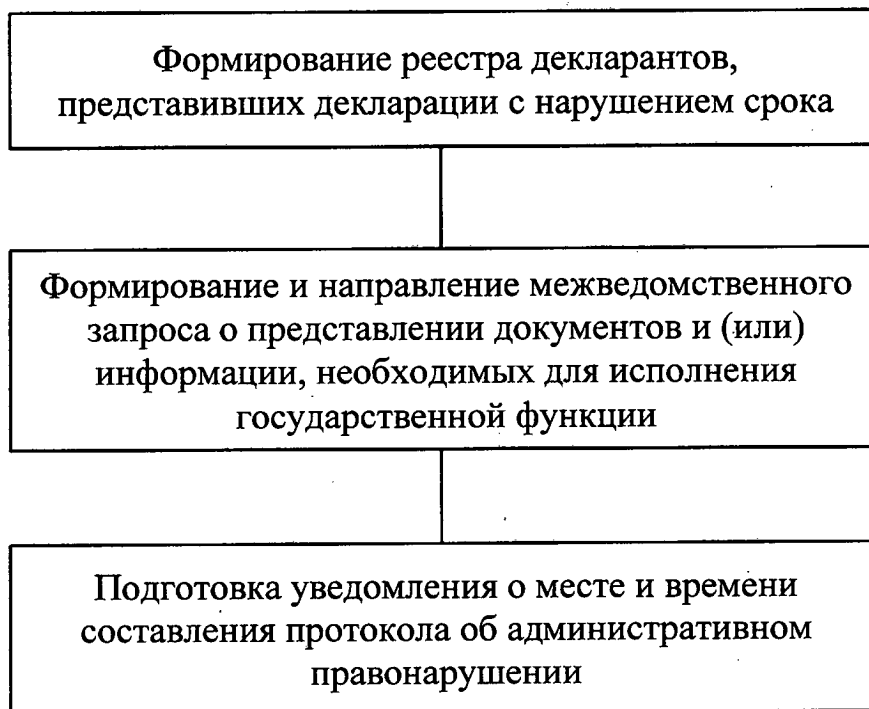 Формирование реестра декларантов,
представивших декларации с нарушением срока
Формирование и направление межведомственного
запроса о представлении документов и (или)
информации, необходимых для исполнения
государственной функции
Подготовка уведомления о месте и времени
составления протокола об административном
правонарушении